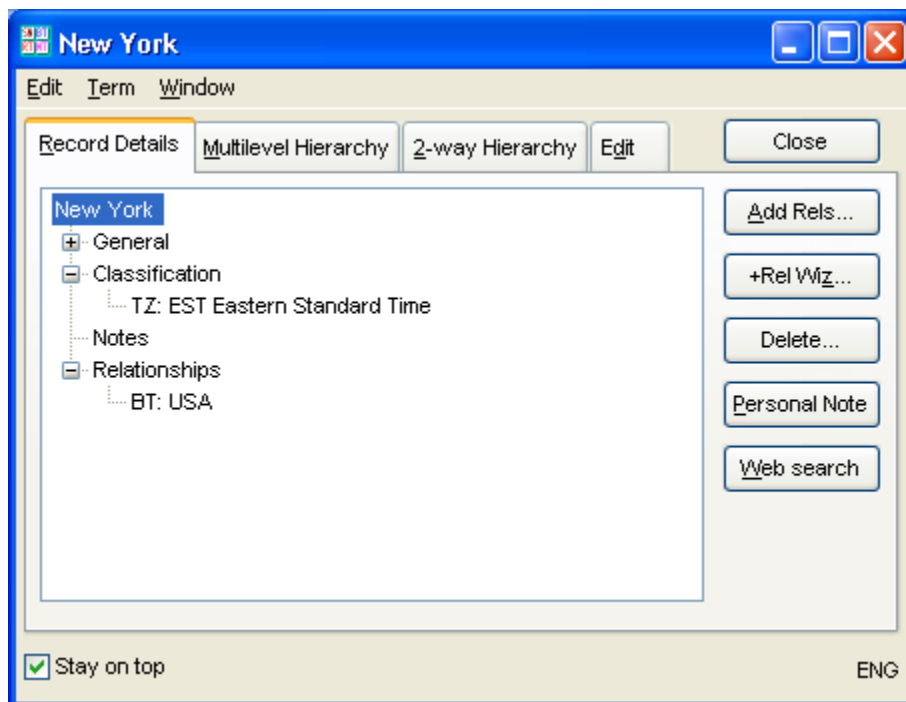 New York
Edit Term Window
Record Details Multilevel Hierarchy 2-way Hierarchy Edit Close
New York
General
Classification
TZ: EST Eastern Standard Time
Notes
Relationships
BT: USA
Add Rels...
+Rel Wiz...
Delete...
Personal Note
Web search
Stay on top ENG